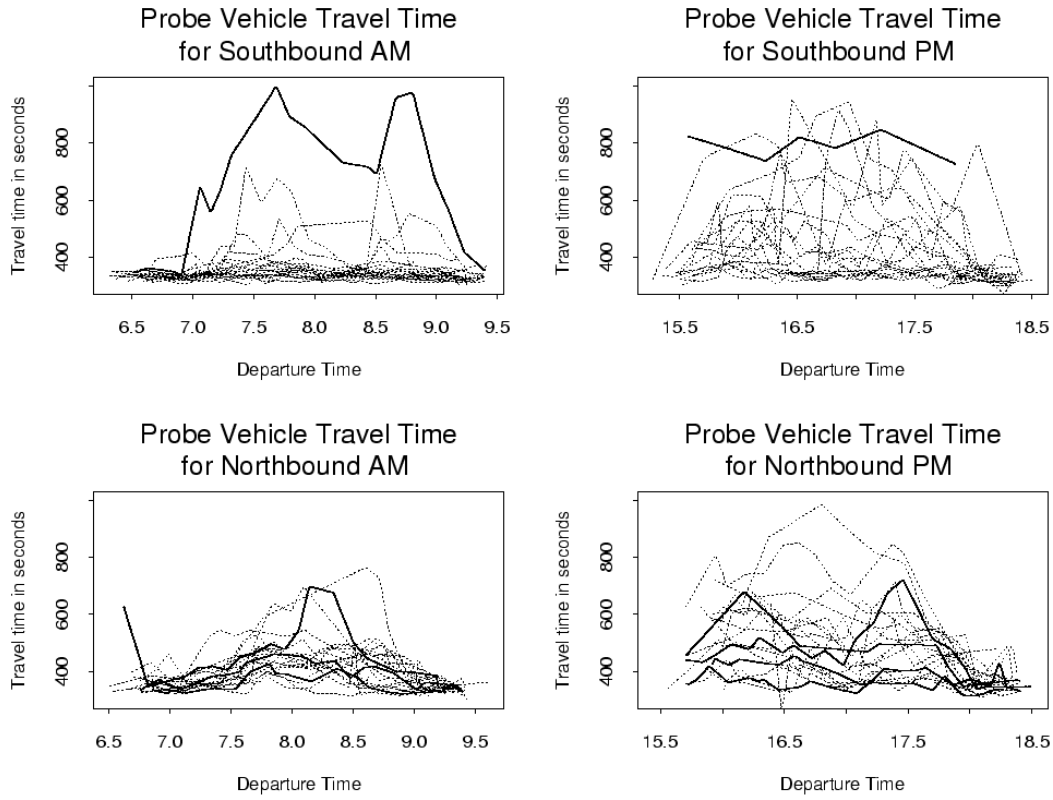 Probe Vehicle Travel Time
for Southbound AM
Travel time in seconds
800
600
400
6.5 7.0 7.5 8.0 8.5 9.0 9.5
Departure Time
Probe Vehicle Travel Time
for Southbound PM
Travel time in seconds
800
600
400
15.5 16.5 17.5 18.5
Departure Time
Probe Vehicle Travel Time
for Northbound AM
Travel time in seconds
800
600
400
6.5 7.0 7.5 8.0 8.5 9.0 9.5
Departure Time
Probe Vehicle Travel Time
for Northbound PM
Travel time in seconds
800
600
400
15.5 16.5 17.5 18.5
Departure Time